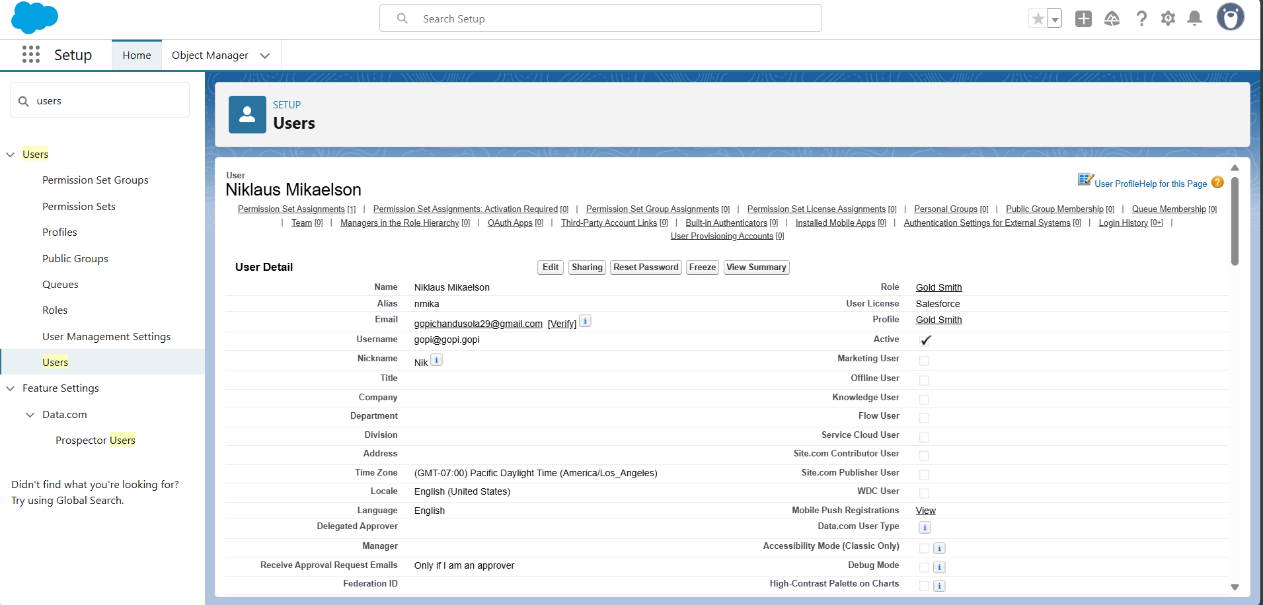 Search Setup
Setup
Home
Object Manager
users
Users
Permission Set Groups
Permission Sets
Profiles
Public Groups
Queues
Roles
User Management Settings
Users
Feature Settings
Data.com
Prospector Users
Didn't find what you're looking for?
Try using Global Search.
SETUP
Users
User
Niklaus Mikaelson
User Profile Help for this Page
Permission Set Assignments [1] | Permission Set Assignments: Activation Required [0] | Permission Set Group Assignments [0] | Permission Set License Assignments [0] | Personal Groups [0] | Public Group Membership [0] | Queue Membership [0]
| Team [0] | Managers in the Role Hierarchy [0] | OAuth Apps [0] | Third-Party Account Links [0] | Built-in Authenticators [0] | Installed Mobile Apps [0] | Authentication Settings for External Systems [0] | Login History [0+] |
User Provisioning Accounts [0]
User Detail
Edit Sharing Reset Password Freeze View Summary
Name Niklaus Mikaelson Role Gold Smith
Alias nmika User License Salesforce
Email gopichandusola29@gmail.com [Verify] i Profile Gold Smith
Username gopi@gopi.gopi Active
Nickname Nik i Marketing User
Title Offline User
Company Knowledge User
Department Flow User
Division Service Cloud User
Address Site.com Contributor User
Time Zone (GMT-07:00) Pacific Daylight Time (America/Los_Angeles) Site.com Publisher User
Locale English (United States) WDC User
Language English Mobile Push Registrations View
Delegated Approver Data.com User Type i
Manager Accessibility Mode (Classic Only) i
Receive Approval Request Emails Only if I am an approver Debug Mode i
Federation ID High-Contrast Palette on Charts i